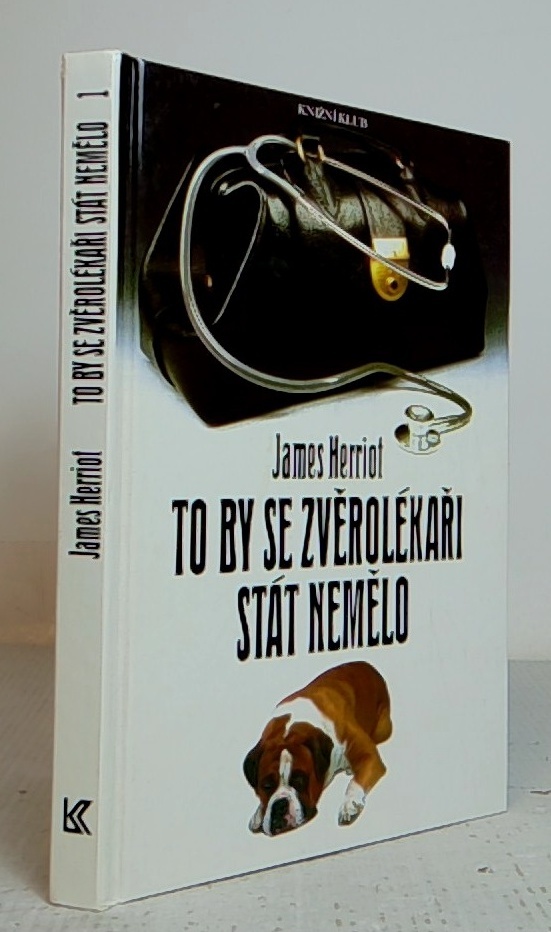 KNIŽNÍ KLUB
James Herriot
TO BY SE ZVĚROLÉKAŘI
STÁT NEMĚLO
James Herriot TO BY SE ZVĚROLÉKAŘI STÁT NEMĚLO 1